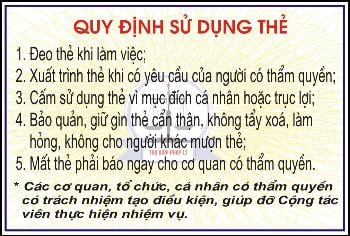 QUY ĐỊNH SỬ DỤNG THẺ
1. Đeo thẻ khi làm việc;
2. Xuất trình thẻ khi có yêu cầu của người có thẩm quyền;
3. Cấm sử dụng thẻ vì mục đích cá nhân hoặc trục lợi;
4. Bảo quản, giữ gìn thẻ cẩn thận, không tẩy xoá, làm
hỏng, không cho người khác mượn thẻ;
TRỢ GIÚP PHÁP LÝ
5. Mất thẻ phải báo ngay cho cơ quan có thẩm quyền.
* Các cơ quan, tổ chức, cá nhân có thẩm quyền
có trách nhiệm tạo điều kiện, giúp đỡ Cộng tác
viên thực hiện nhiệm vụ.